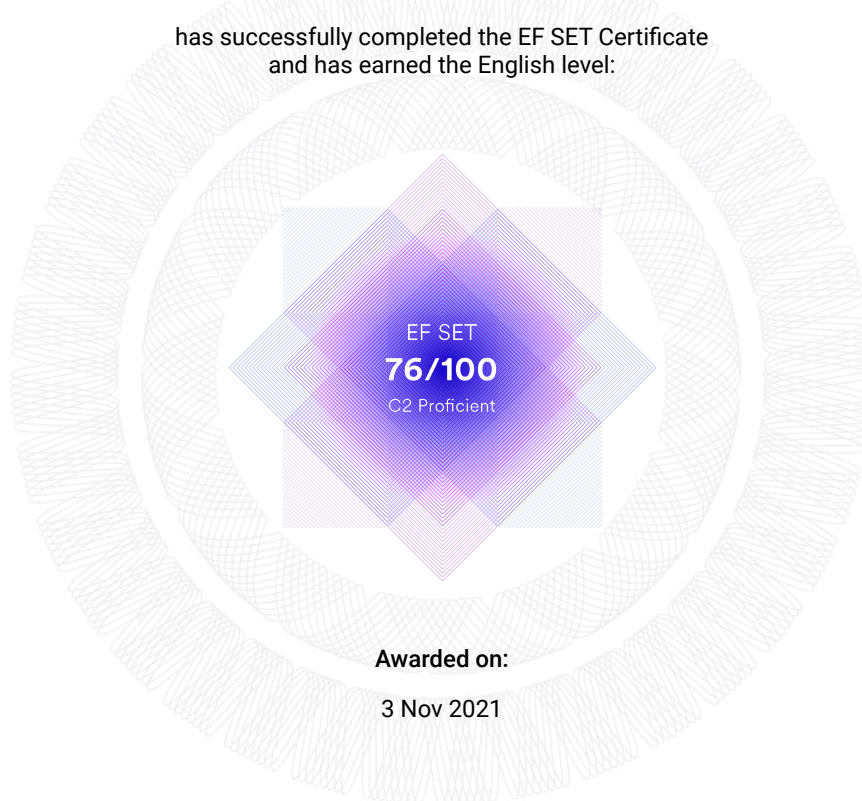 has successfully completed the EF SET Certificate
and has earned the English level:
EF SET
76/100
C2 Proficient
Awarded on:
3 Nov 2021